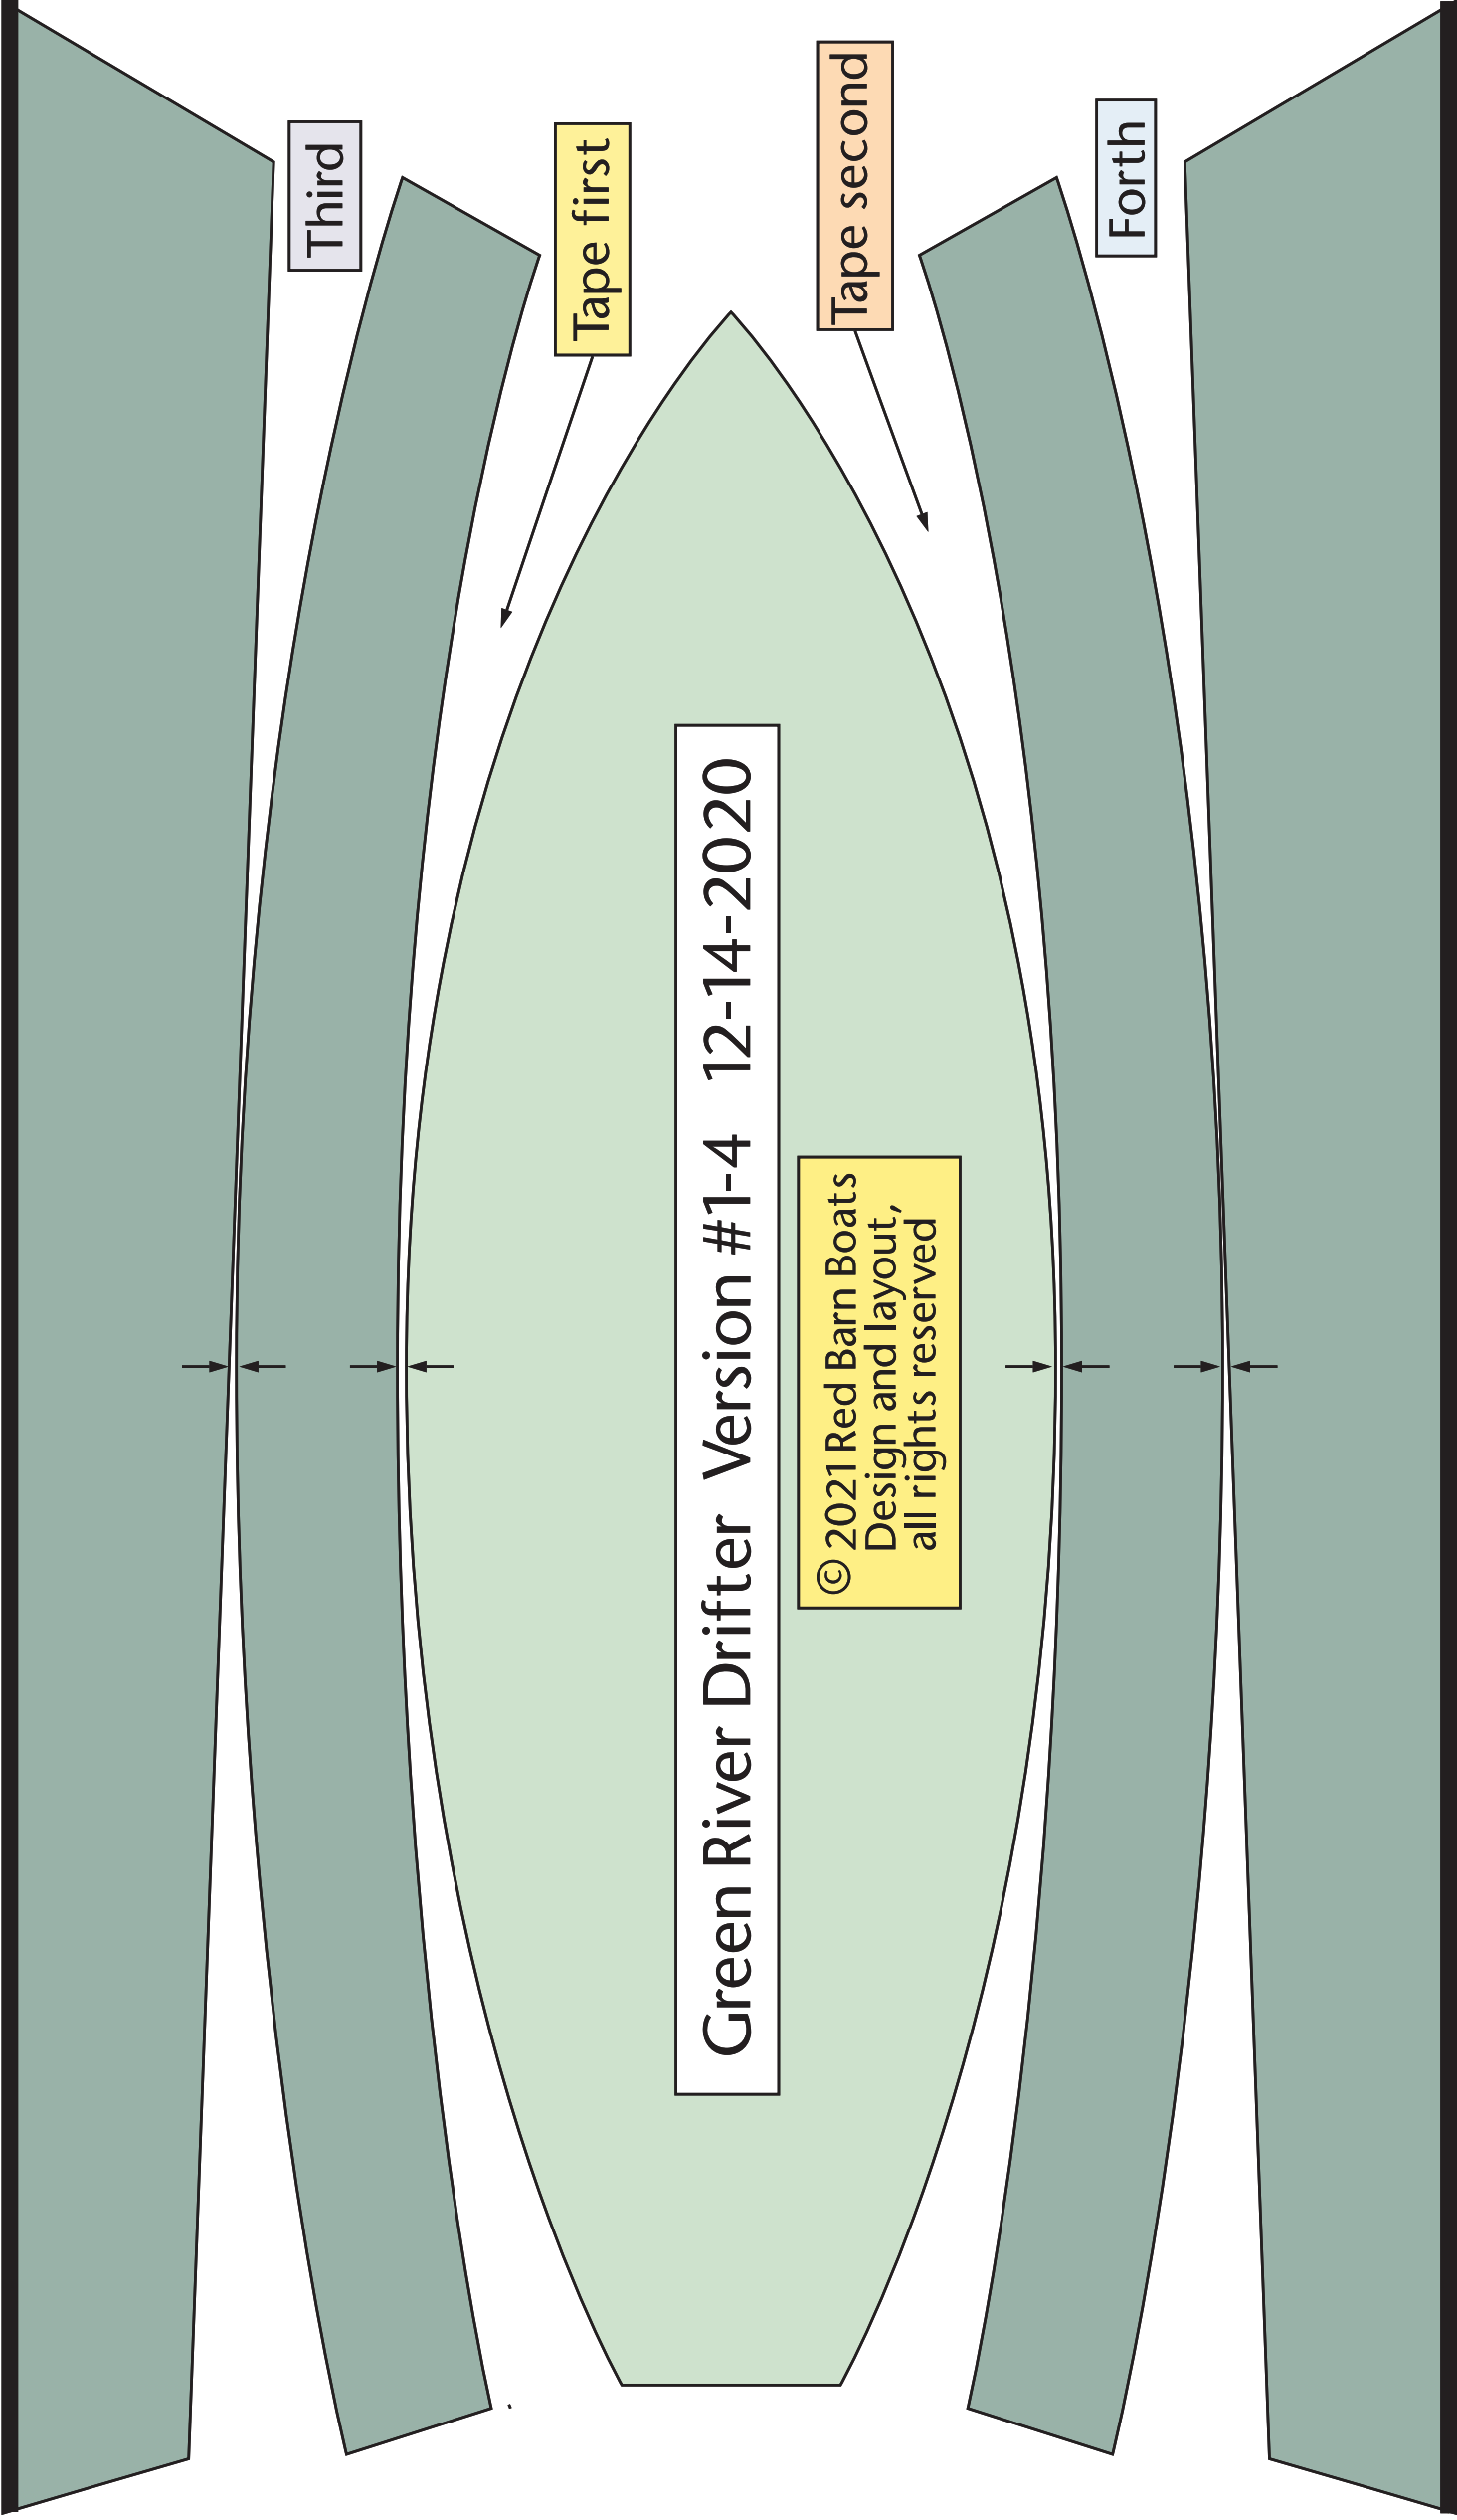 Third
Tape first
Tape second
Forth
Green River Drifter  Version #1-4  12-14-2020
© 2021 Red Barn Boats
Design and layout,
all rights reserved